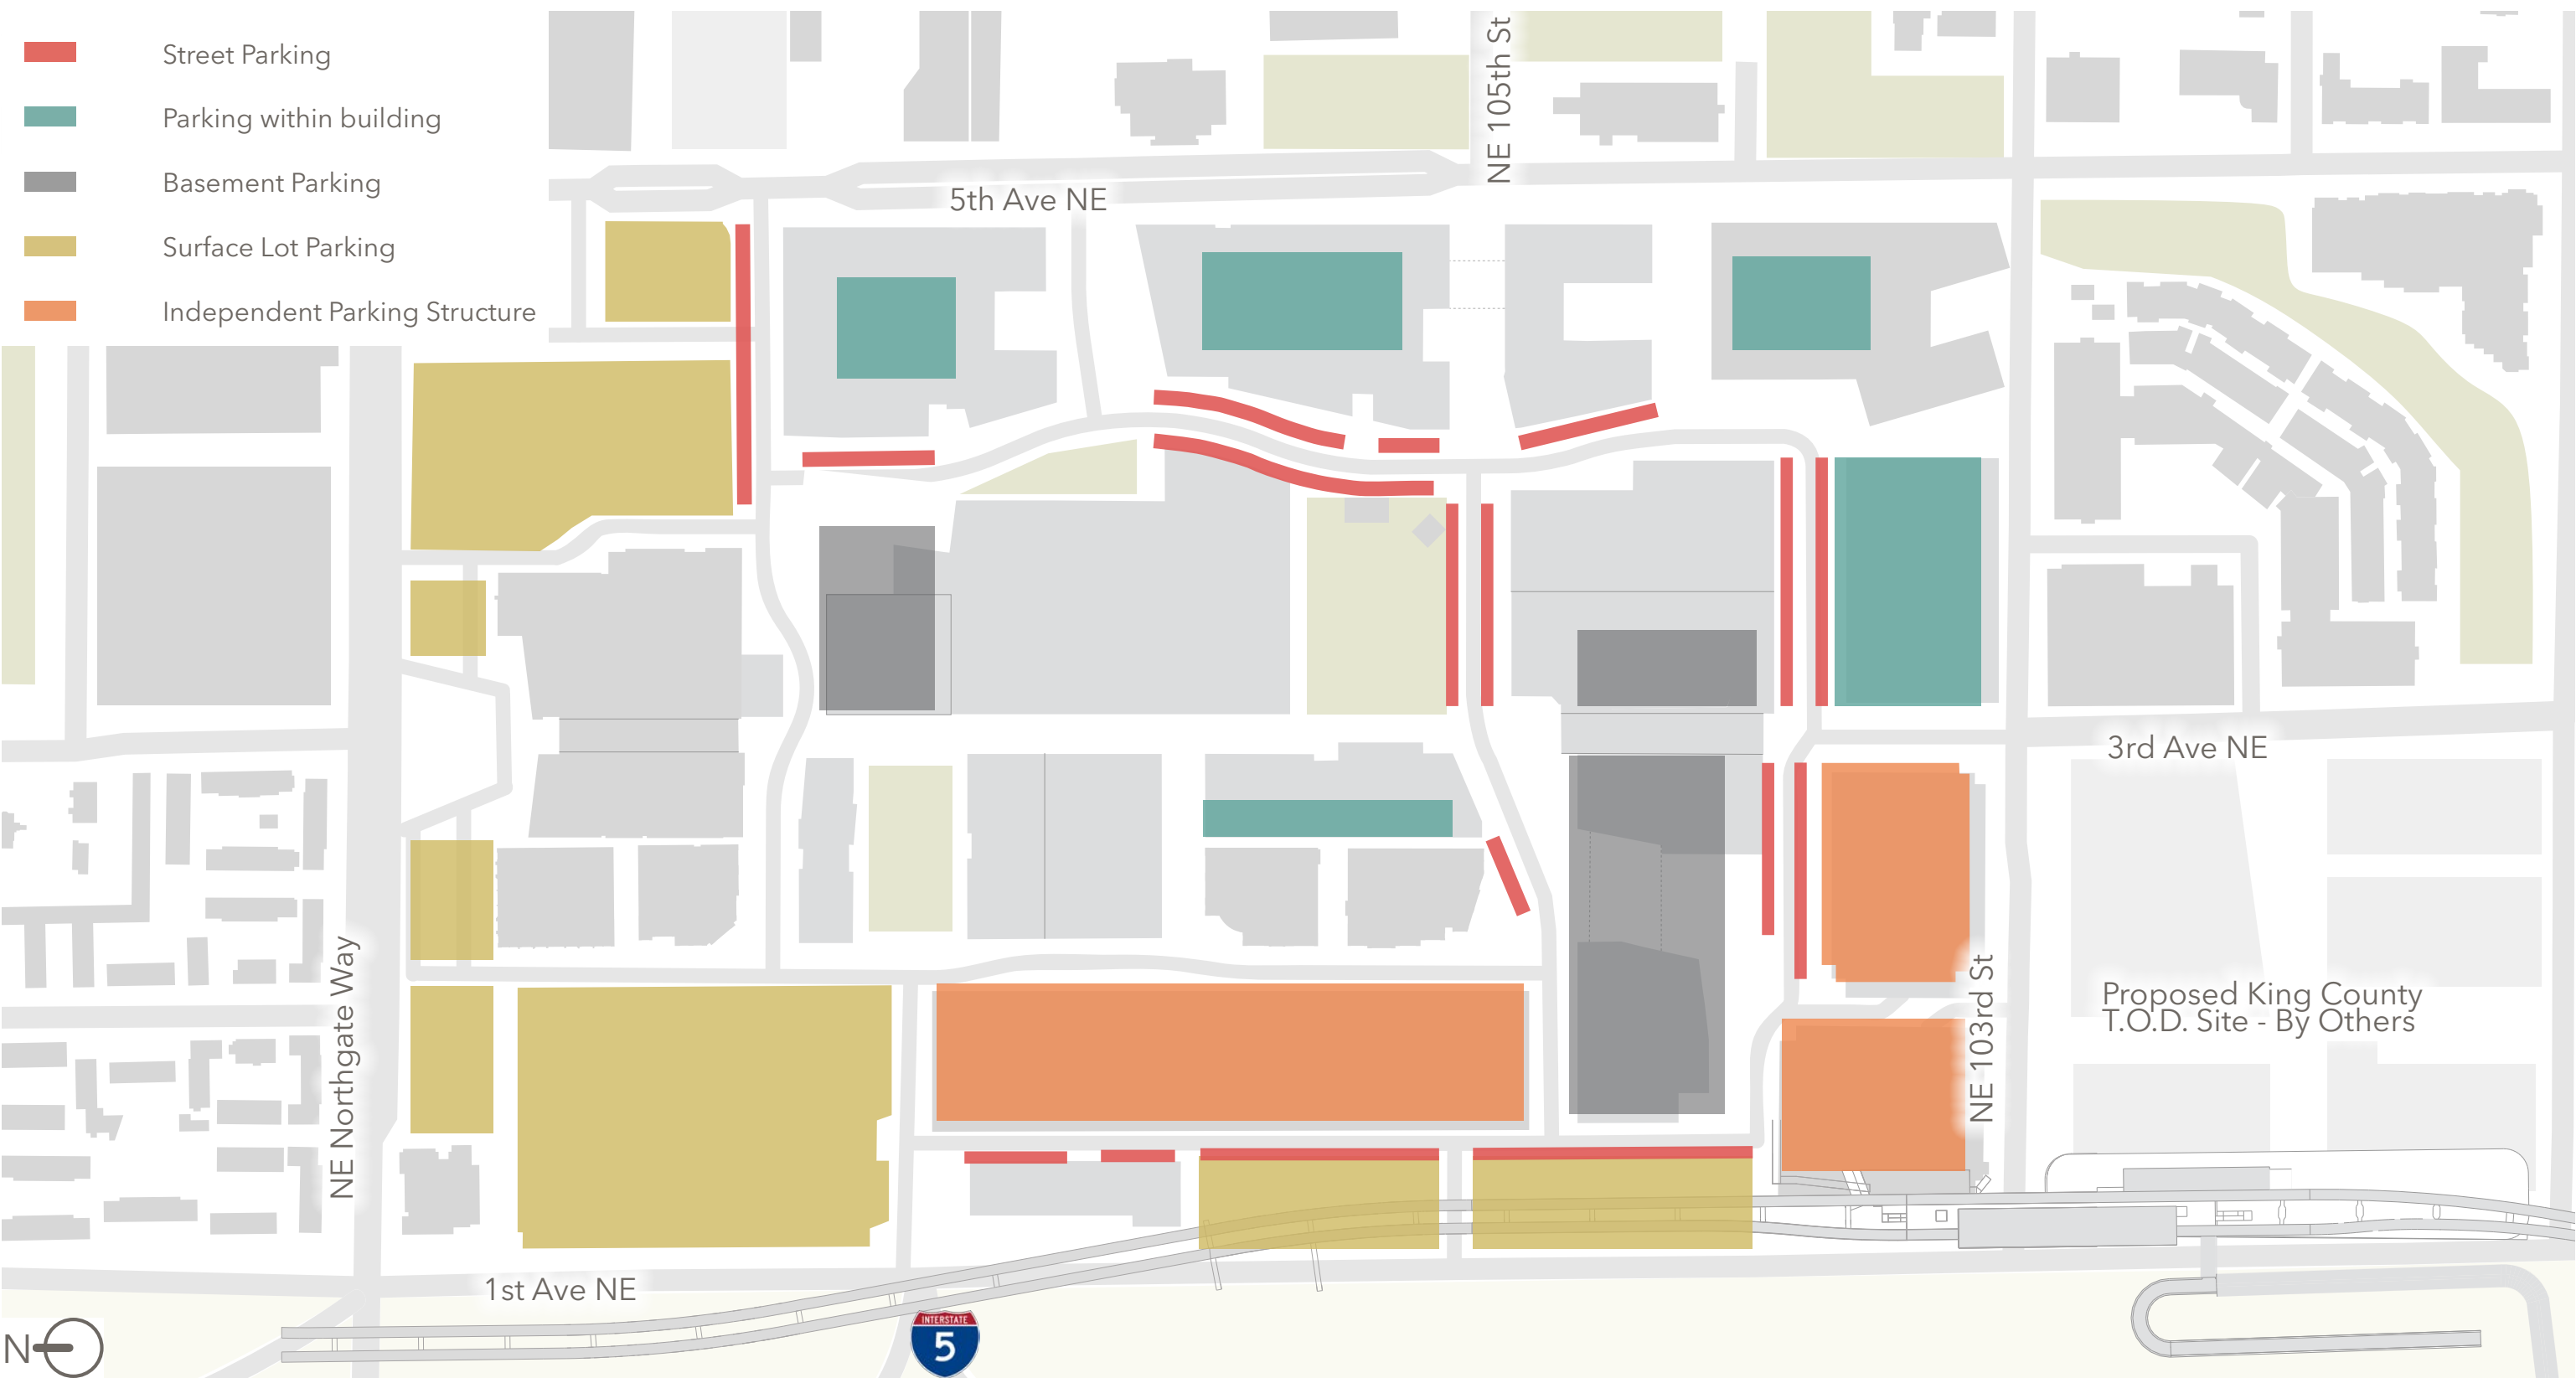 Street Parking
Parking within building
Basement Parking
Surface Lot Parking
Independent Parking Structure
NE 105th St
5th Ave NE
3rd Ave NE
NE Northgate Way
NE 103rd St
Proposed King County
T.O.D. Site - By Others
1st Ave NE
INTERSTATE
5
N